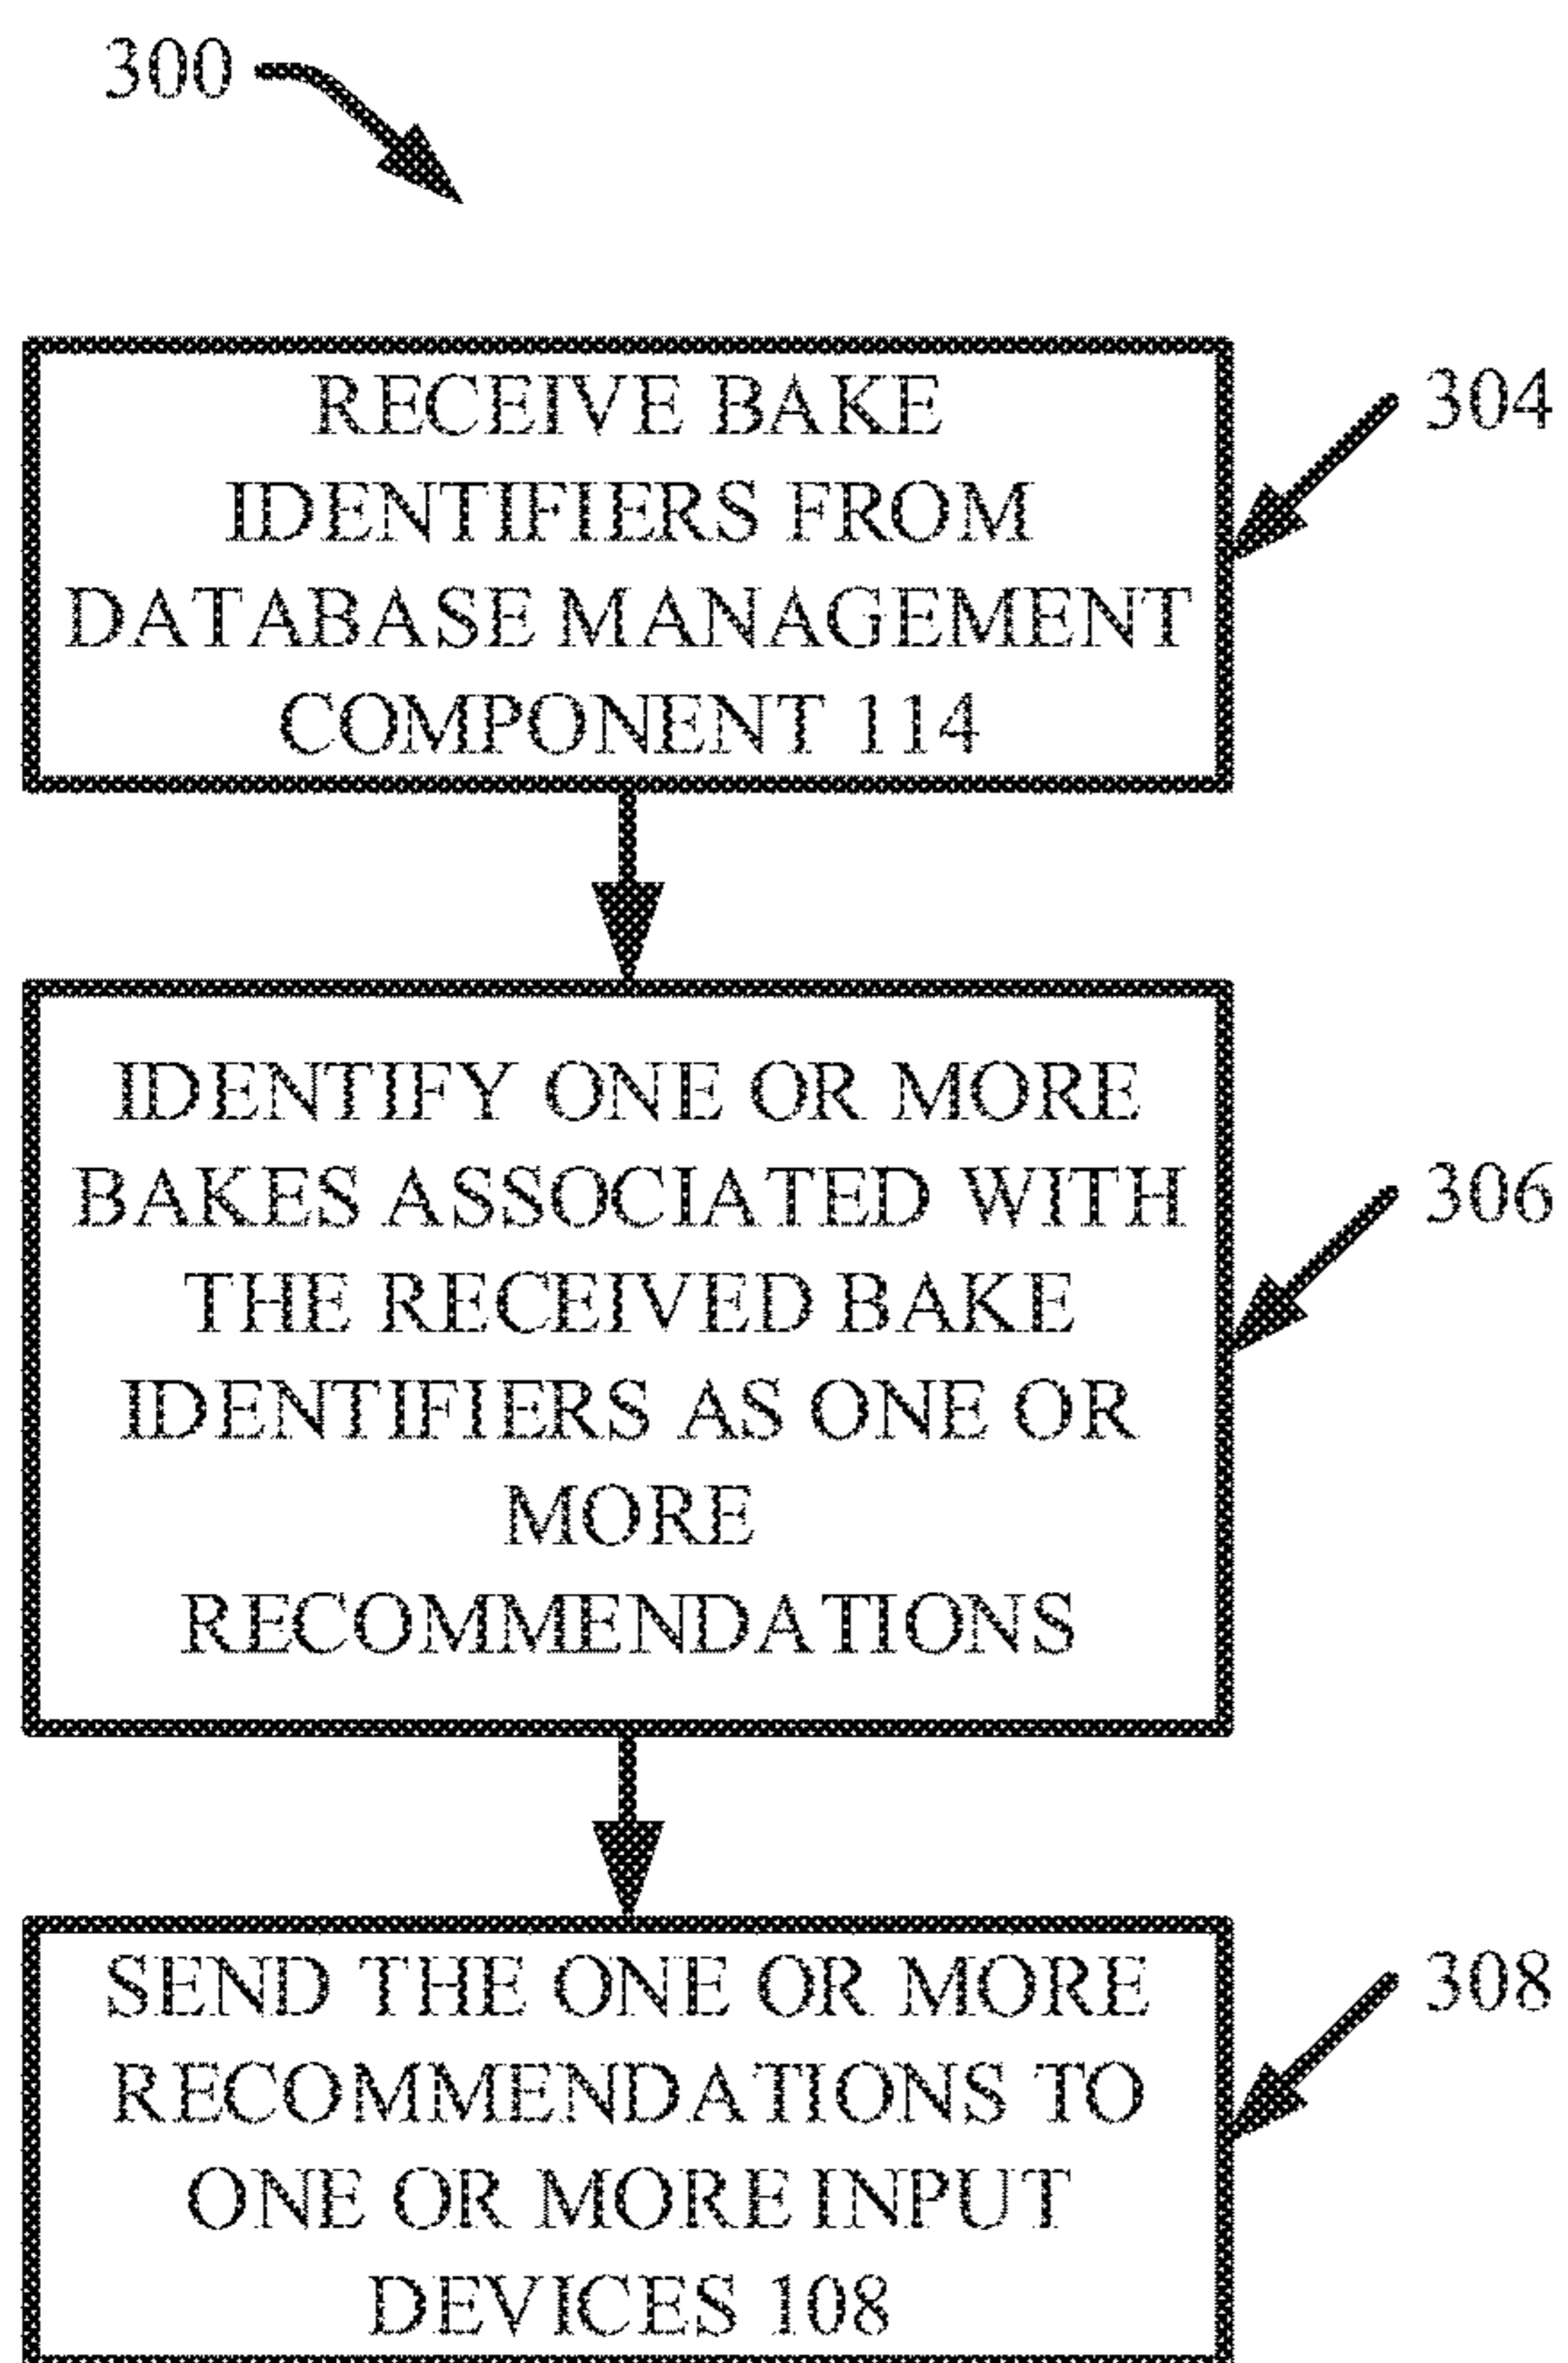 300
RECEIVE BAKE
IDENTIFIERS FROM
DATABASE MANAGEMENT
COMPONENT 114
304
IDENTIFY ONE OR MORE
BAKES ASSOCIATED WITH
THE RECEIVED BAKE
IDENTIFIERS AS ONE OR
MORE
RECOMMENDATIONS
306
SEND THE ONE OR MORE
RECOMMENDATIONS TO
ONE OR MORE INPUT
DEVICES 108
308